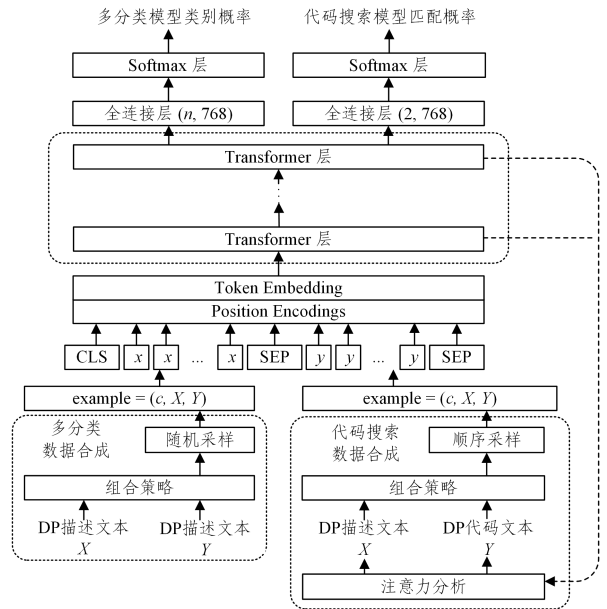 多分类模型类别概率 代码搜索模型匹配概率
Softmax 层 Softmax 层
全连接层 (n, 768) 全连接层 (2, 768)
Transformer 层
⋮
Transformer 层
Token Embedding
Position Encodings
CLS x x ... x SEP y y ... y SEP
example = (c, X, Y) example = (c, X, Y)
多分类 随机采样 代码搜索 顺序采样
数据合成 数据合成
组合策略 组合策略
DP描述文本 DP描述文本 DP描述文本 DP代码文本
X Y X Y
注意力分析